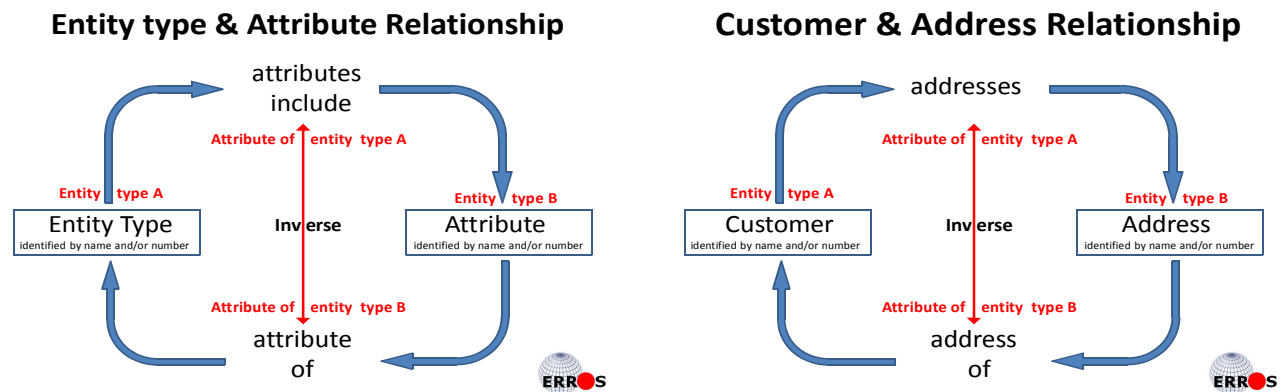 Entity type & Attribute Relationship
attributes
include
Attribute of entity type A
Entity type A
Entity type B
Entity Type
identified by name and/or number
Inverse
Attribute
identified by name and/or number
Attribute of entity type B
attribute
of
ERROS
Customer & Address Relationship
addresses
Attribute of entity type A
Entity type A
Entity type B
Customer
identified by name and/or number
Inverse
Address
identified by name and/or number
Attribute of entity type B
address
of
ERROS